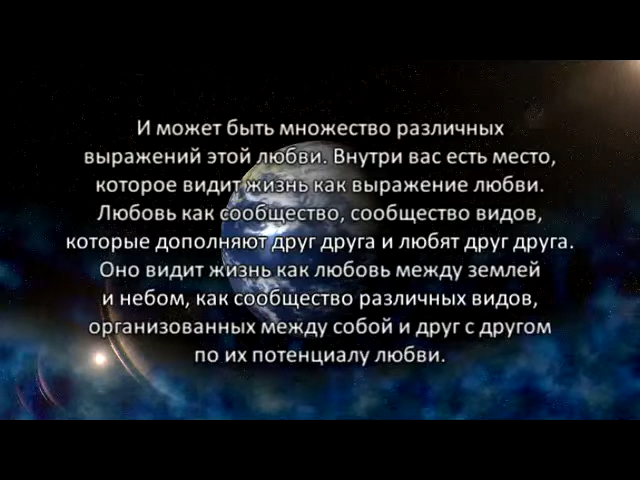 И может быть множество различных
выражений этой любви. Внутри вас есть место,
которое видит жизнь как выражение любви.
Любовь как сообщество, сообщество видов,
которые дополняют друг друга и любят друг друга.
Оно видит жизнь как любовь между землей
и небом, как сообщество различных видов,
организованных между собой и друг с другом
по их потенциалу любви.